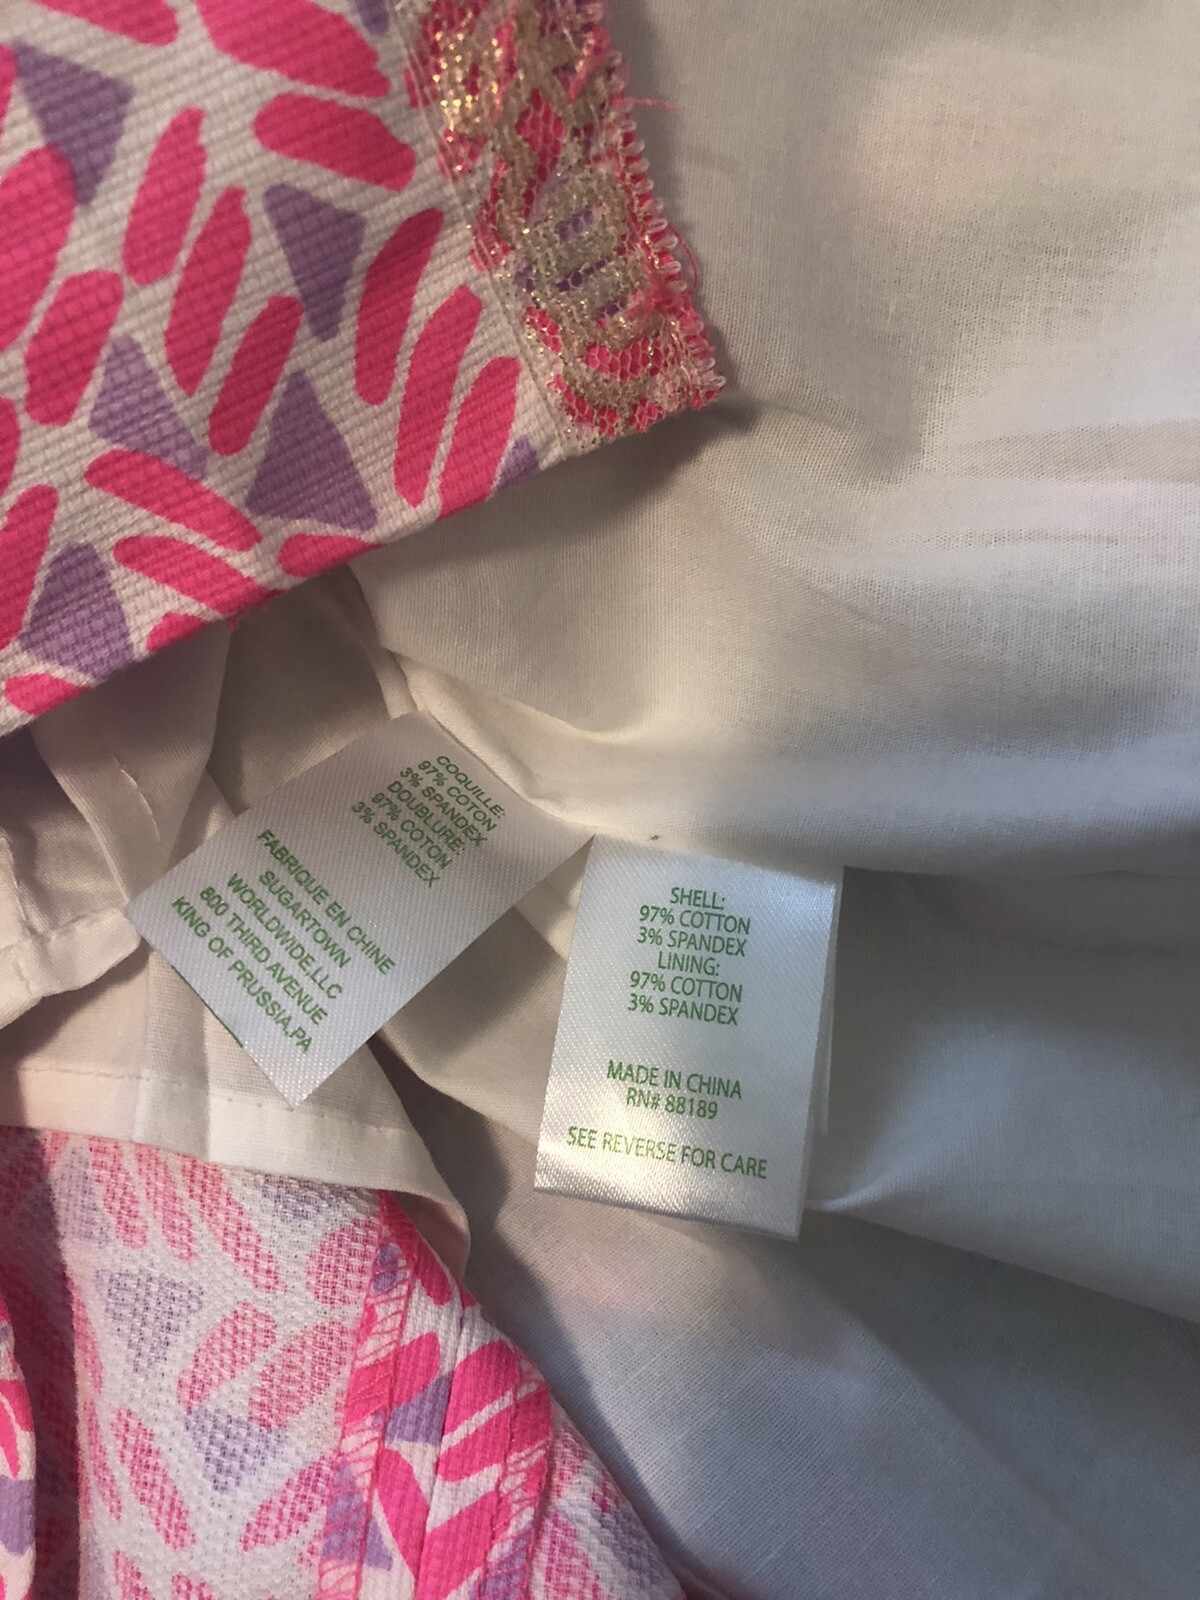 COQUILLE:
97% COTON
3% SPANDEX
DOUBLURE:
97% COTON
3% SPANDEX
FABRIQUE EN CHINE
SUGARTOWN
WORLDWIDE,LLC
800 THIRD AVENUE
KING OF PRUSSIA,PA
SHELL:
97% COTTON
3% SPANDEX
LINING:
97% COTTON
3% SPANDEX
MADE IN CHINA
RN# 88189
SEE REVERSE FOR CARE